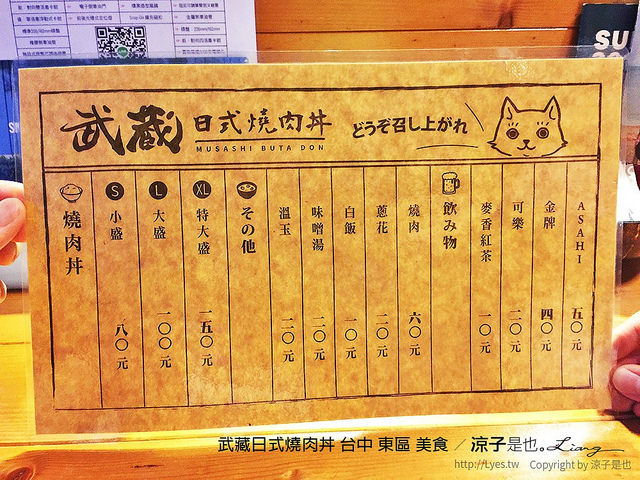 SU
武藏 日式燒肉丼
MUSASHI BUTA DON
どうぞ召し上がれ
燒肉丼
S 小盛 八〇元
L 大盛 一〇〇元
XL 特大盛 一五〇元
その他
溫玉 二〇元
味噌湯 二〇元
白飯 一〇元
蔥花 二〇元
燒肉 六〇元
飲み物
麥香紅茶 一〇元
可樂 二〇元
金牌 四〇元
ASAHI 五〇元
武藏日式燒肉丼 台中 東區 美食 ／ 涼子是也。Liang
http://Lyes.tw Copyright by 涼子是也